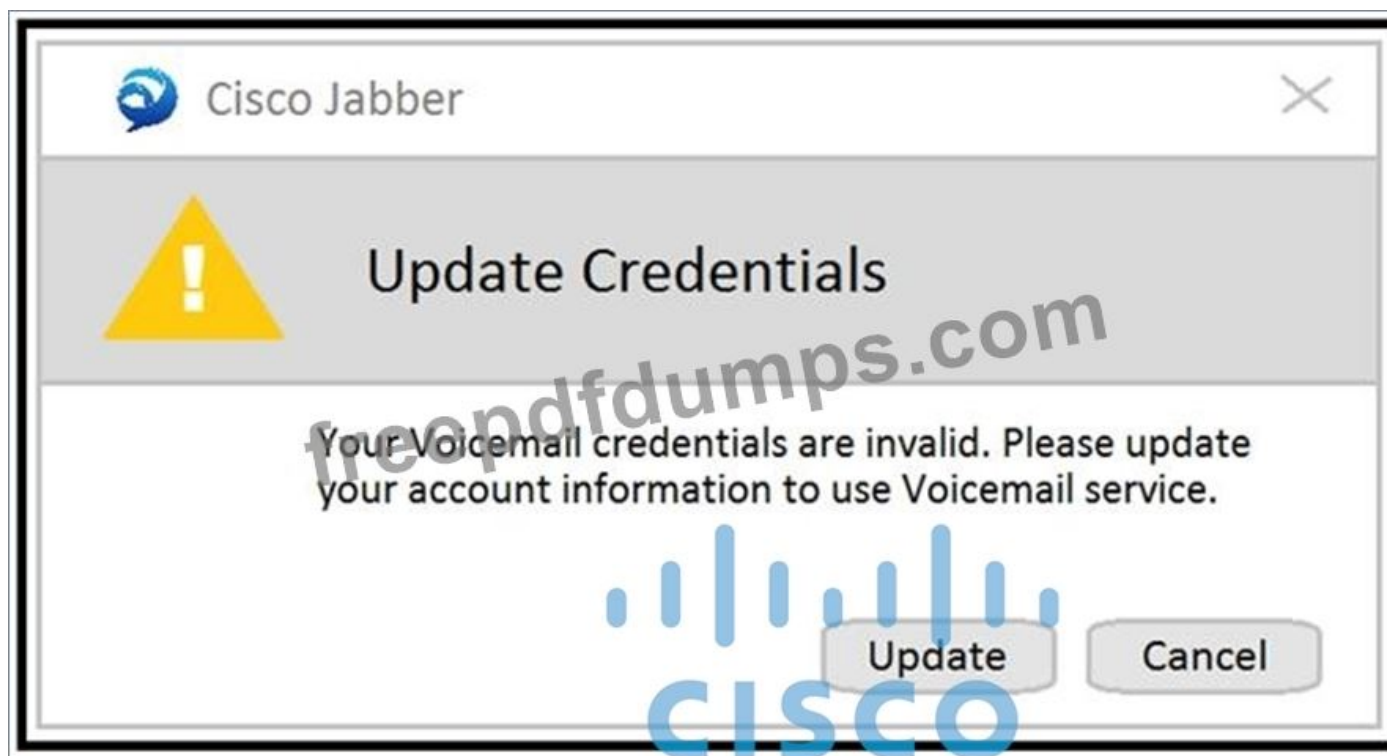 Cisco Jabber
Update Credentials
freepdfdumps.com
Your Voicemail credentials are invalid. Please update
your account information to use Voicemail service.
Update Cancel
CISCO